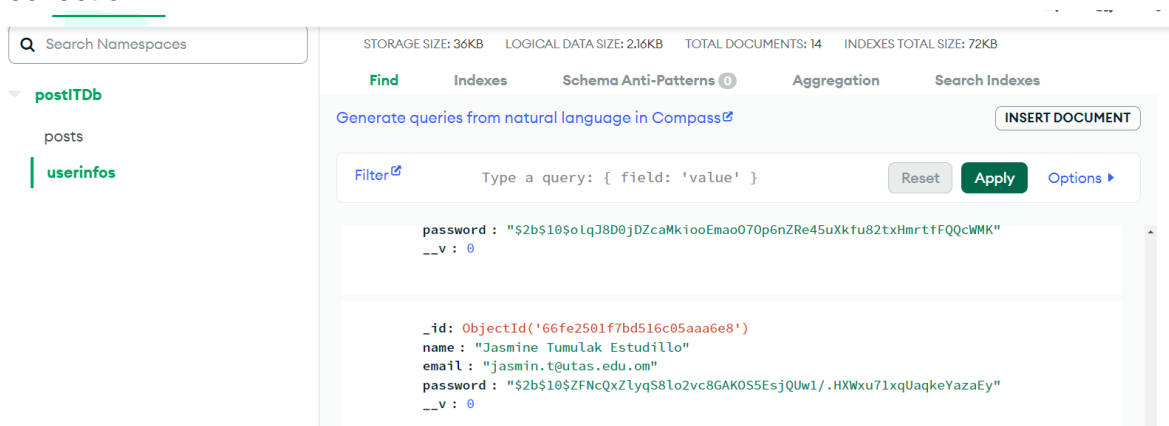 Search Namespaces
postITDb
posts
userinfos
STORAGE SIZE: 36KB LOGICAL DATA SIZE: 2.16KB TOTAL DOCUMENTS: 14 INDEXES TOTAL SIZE: 72KB
Find Indexes Schema Anti-Patterns 0 Aggregation Search Indexes
Generate queries from natural language in Compass
INSERT DOCUMENT
Filter Type a query: { field: 'value' } Reset Apply Options
password : "$2b$10$olqJ8D0jDZcaMkiooEmaoO7Op6nZRe45uXkfu82txHmrtfFQQcWMK"
__v : 0
_id: ObjectId('66fe2501f7bd516c05aaa6e8')
name : "Jasmine Tumulak Estudillo"
email : "jasmin.t@utas.edu.om"
password : "$2b$10$ZFNcQxZlyqS8lo2vc8GAKOS5EsjQUw1/.HXWxu71xqUaqkeYazaEy"
__v : 0